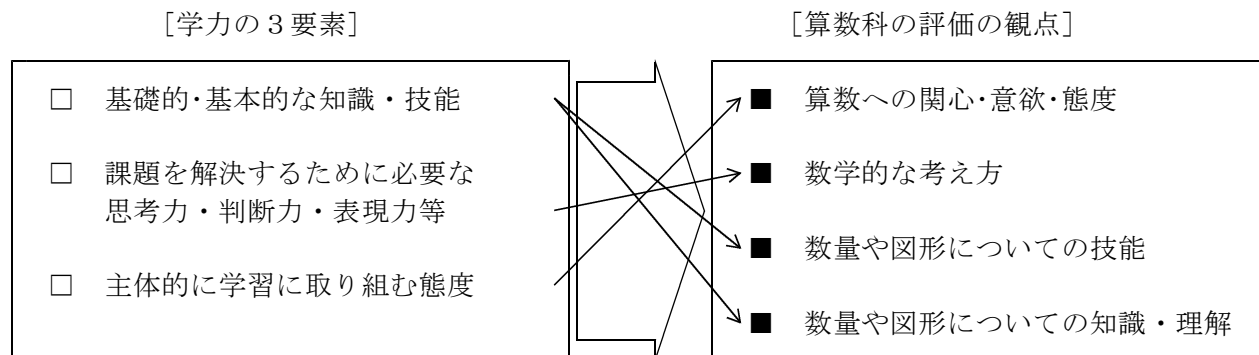 ［学力の３要素］
□ 基礎的･基本的な知識・技能
□ 課題を解決するために必要な
思考力・判断力・表現力等
□ 主体的に学習に取り組む態度
［算数科の評価の観点］
■ 算数への関心･意欲･態度
■ 数学的な考え方
■ 数量や図形についての技能
■ 数量や図形についての知識・理解